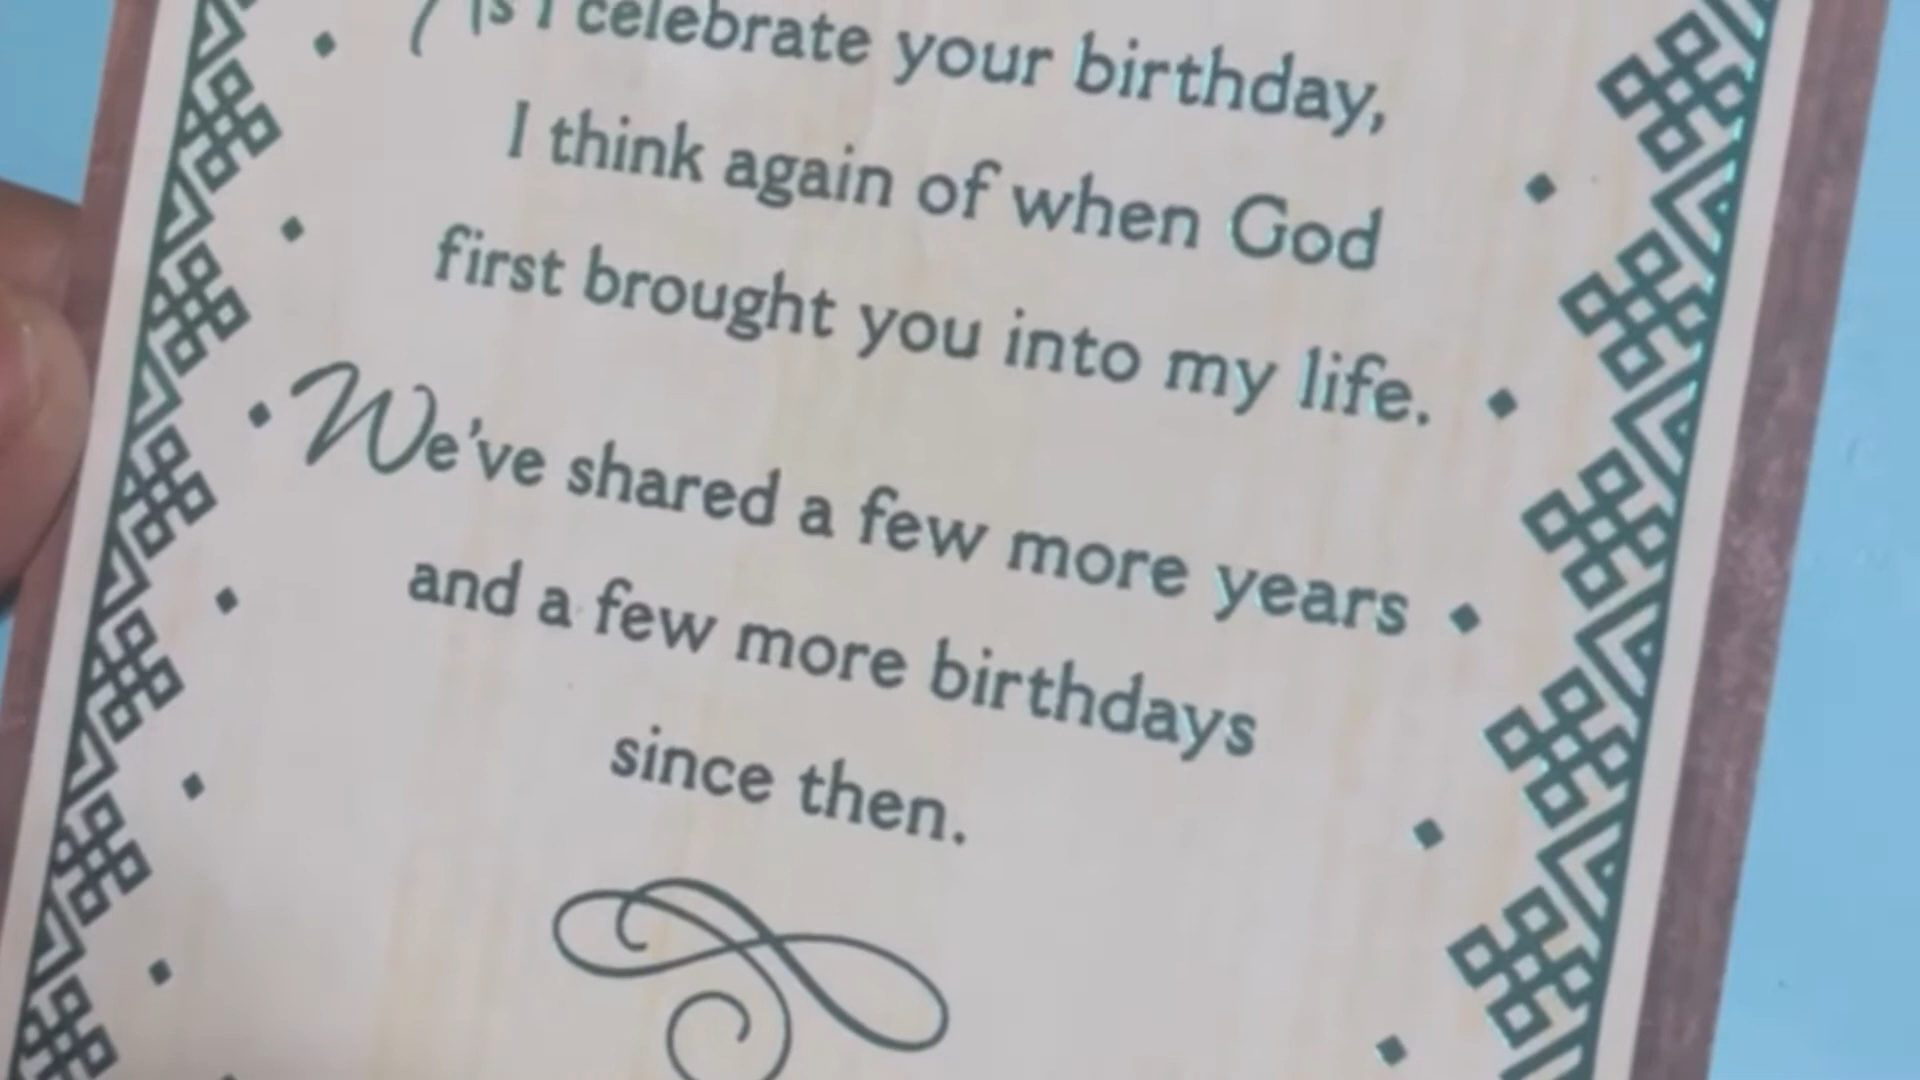 As I celebrate your birthday,
I think again of when God
first brought you into my life.
We've shared a few more years
and a few more birthdays
since then.